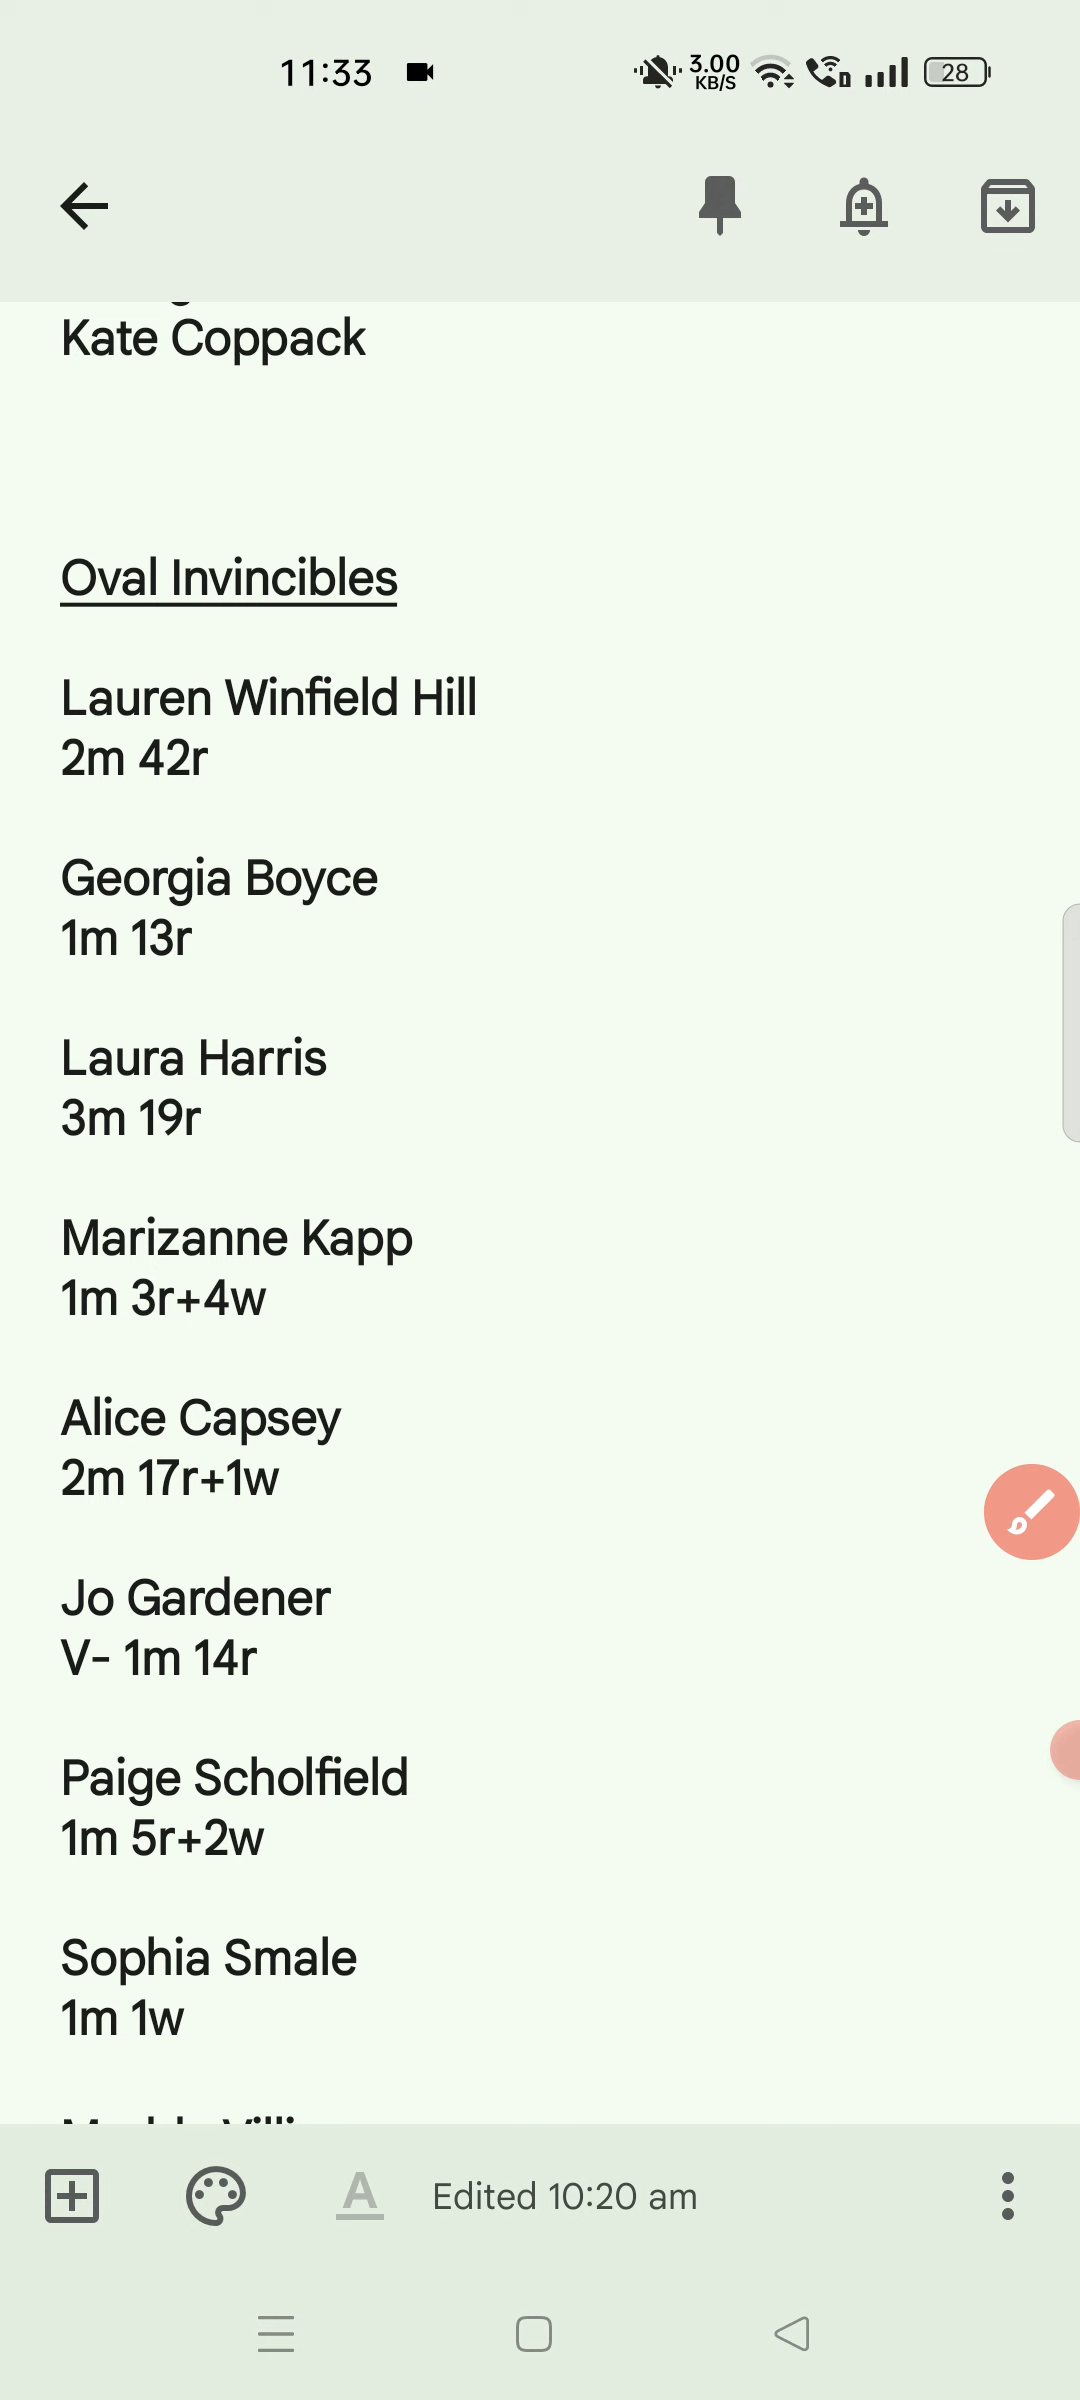 11:33
3.00
KB/S
28
Kate Coppack
Oval Invincibles
Lauren Winfield Hill
2m 42r
Georgia Boyce
1m 13r
Laura Harris
3m 19r
Marizanne Kapp
1m 3r+4w
Alice Capsey
2m 17r+1w
Jo Gardener
V- 1m 14r
Paige Scholfield
1m 5r+2w
Sophia Smale
1m 1w
A
Edited 10:20 am